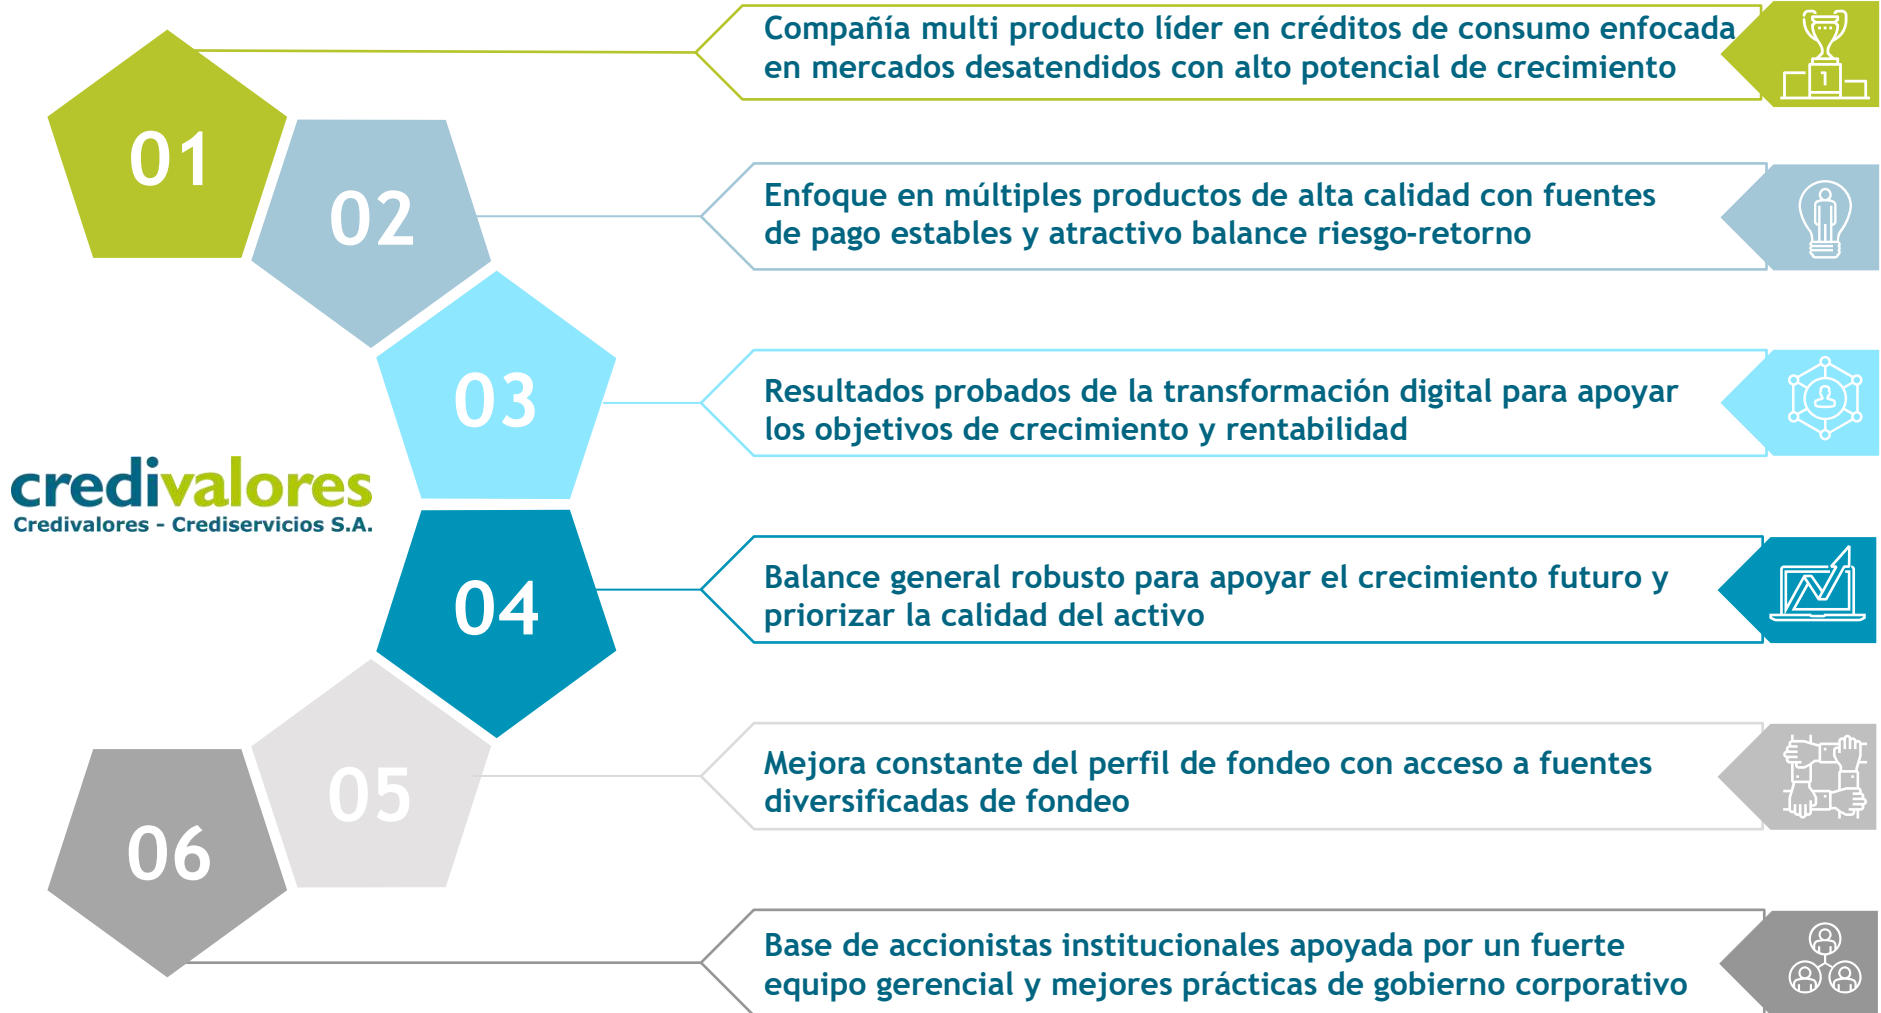 01
Compañía multi producto líder en créditos de consumo enfocada
en mercados desatendidos con alto potencial de crecimiento
1
02
Enfoque en múltiples productos de alta calidad con fuentes
de pago estables y atractivo balance riesgo-retorno
03
Resultados probados de la transformación digital para apoyar
los objetivos de crecimiento y rentabilidad
credivalores
Credivalores - Crediservicios S.A.
04
Balance general robusto para apoyar el crecimiento futuro y
priorizar la calidad del activo
05
Mejora constante del perfil de fondeo con acceso a fuentes
diversificadas de fondeo
06
Base de accionistas institucionales apoyada por un fuerte
equipo gerencial y mejores prácticas de gobierno corporativo